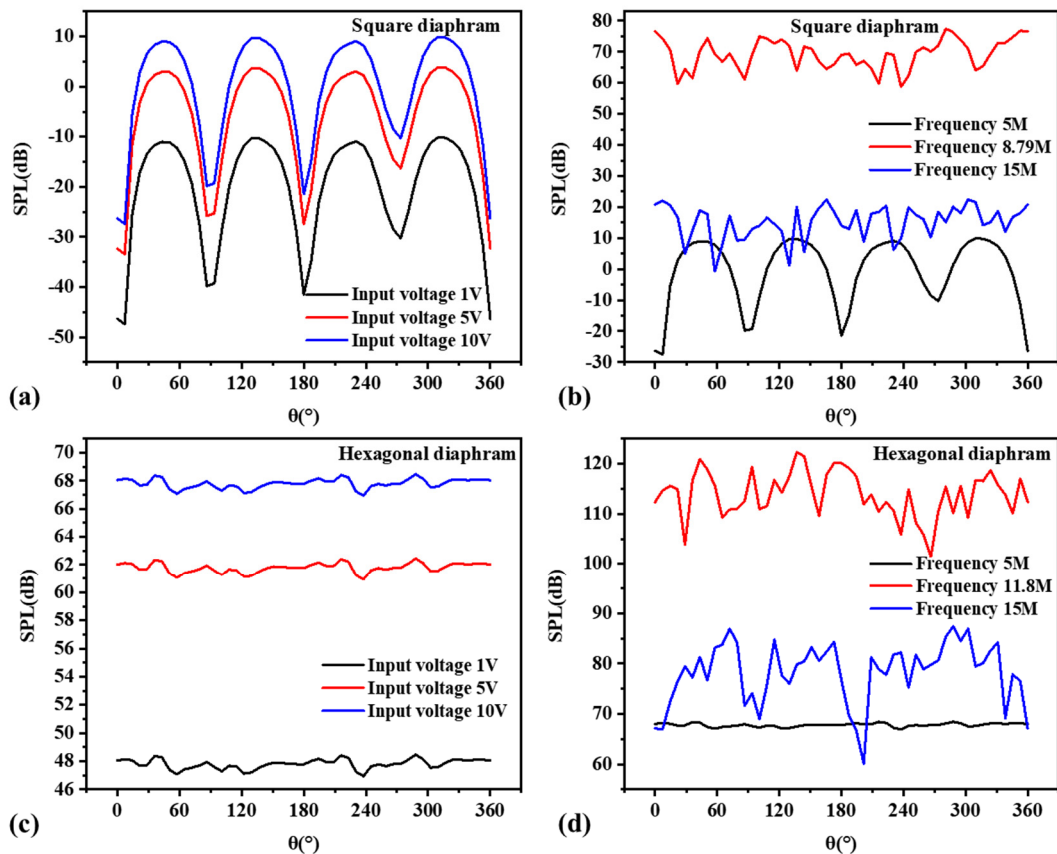 (a)
Square diaphram
SPL(dB)
10
0
-10
-20
-30
-40
-50
Input voltage 1V
Input voltage 5V
Input voltage 10V
0 60 120 180 240 300 360
θ(°)
(b)
Square diaphram
SPL(dB)
80
70
60
50
40
30
20
10
0
-10
-20
-30
Frequency 5M
Frequency 8.79M
Frequency 15M
0 60 120 180 240 300 360
θ(°)
(c)
Hexagonal diaphram
SPL(dB)
70
68
66
64
62
60
58
56
54
52
50
48
46
Input voltage 1V
Input voltage 5V
Input voltage 10V
0 60 120 180 240 300 360
θ(°)
(d)
Hexagonal diaphram
SPL(dB)
120
110
100
90
80
70
60
Frequency 5M
Frequency 11.8M
Frequency 15M
0 60 120 180 240 300 360
θ(°)